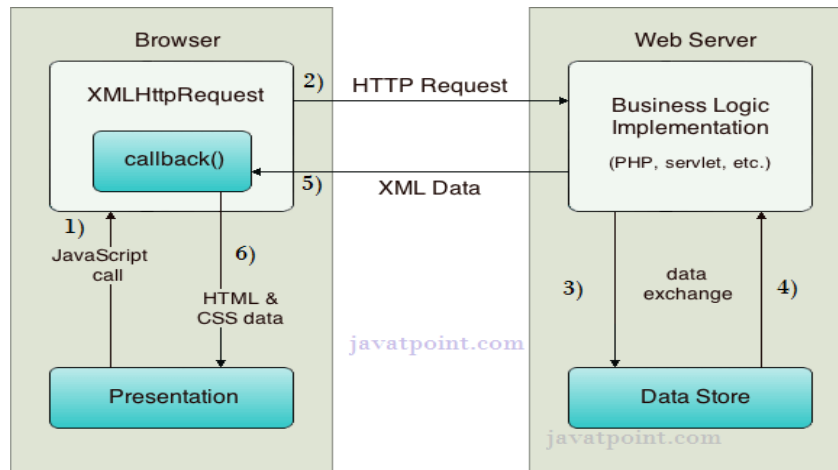 Browser
Web Server
XMLHttpRequest
2)
HTTP Request
Business Logic
Implementation
(PHP, servlet, etc.)
callback()
5)
XML Data
1)
JavaScript
call
6)
HTML &
CSS data
3)
data
exchange
4)
javatpoint.com
Presentation
Data Store
javatpoint.com